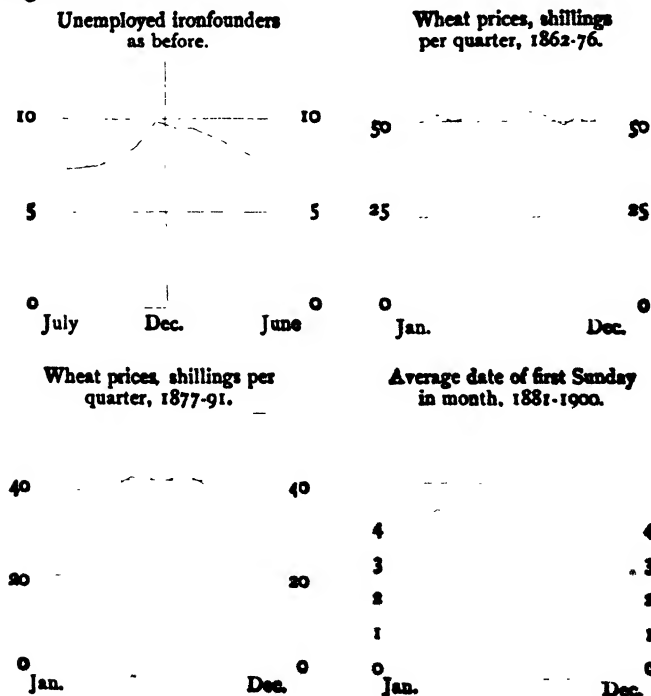 Unemployed ironfounders
as before.
10 10
5 5
0 0
July Dec. June
Wheat prices, shillings
per quarter, 1862-76.
50 50
25 25
0 0
Jan. Dec.
Wheat prices, shillings per
quarter, 1877-91.
40 40
20 20
0 0
Jan. Dec.
Average date of first Sunday
in month, 1881-1900.
4 4
3 3
2 2
1 1
0 0
Jan. Dec.